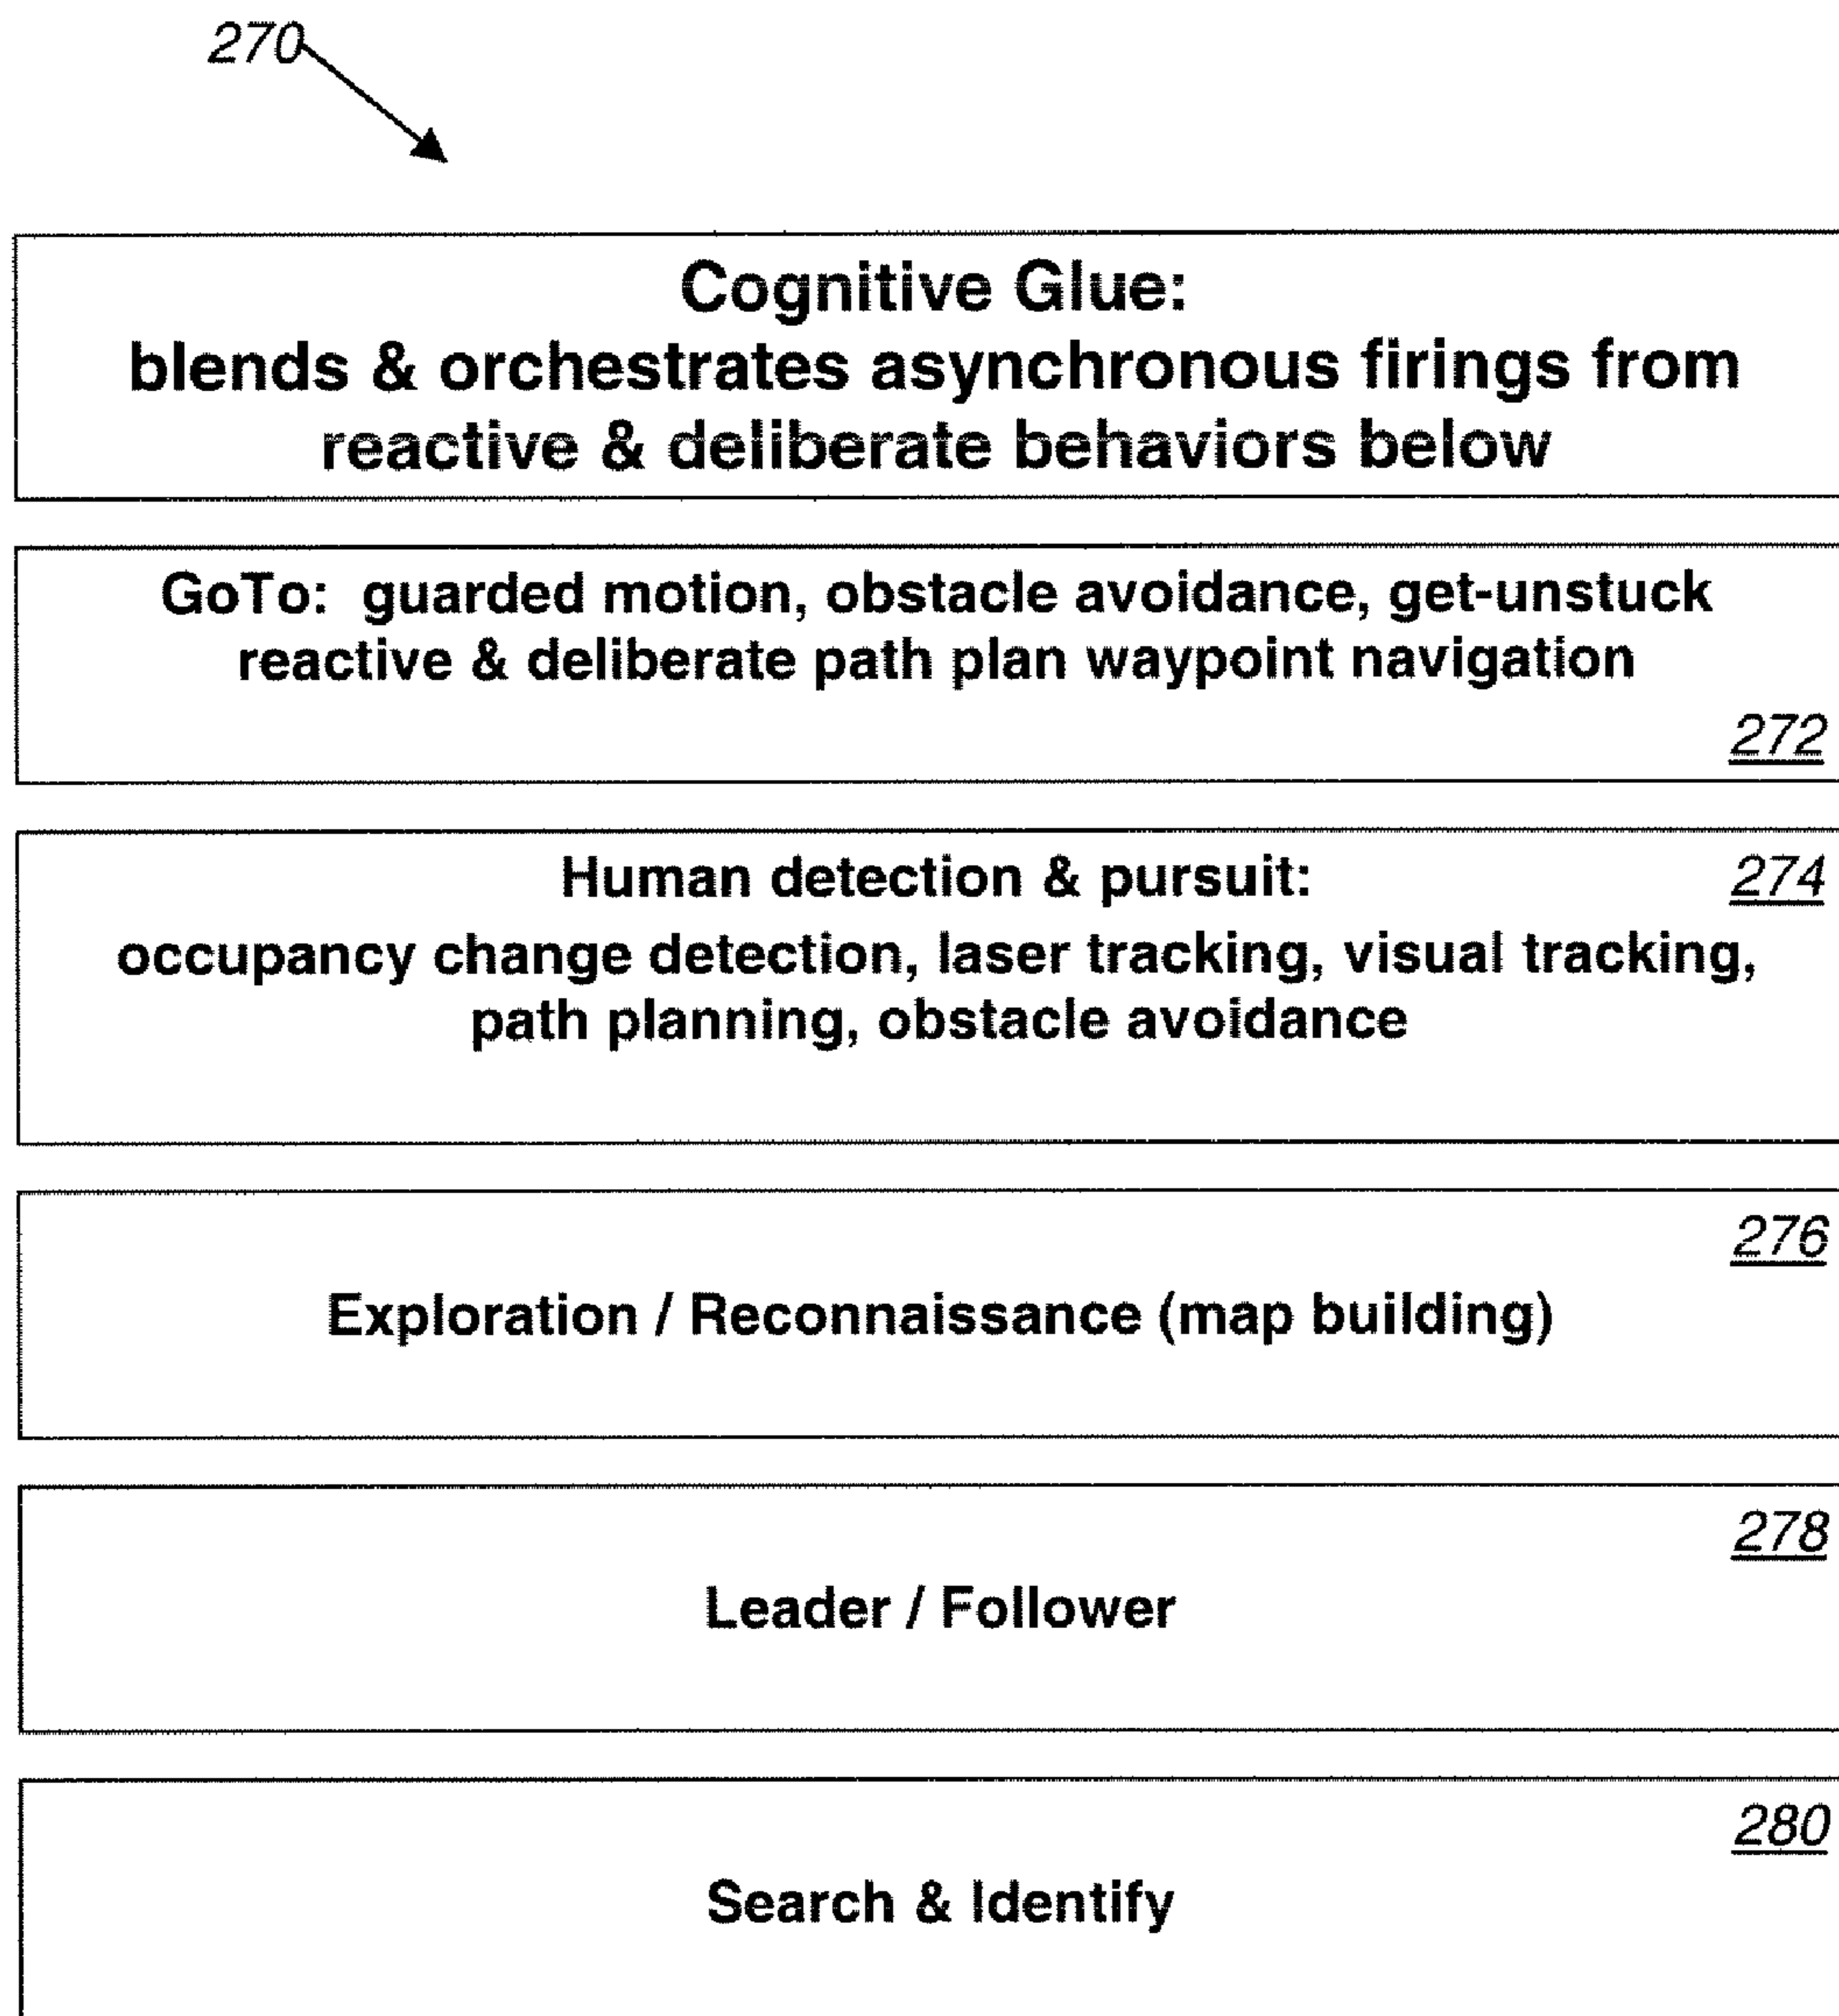 270
Cognitive Glue:
blends & orchestrates asynchronous firings from
reactive & deliberate behaviors below
GoTo: guarded motion, obstacle avoidance, get-unstuck
reactive & deliberate path plan waypoint navigation
272
Human detection & pursuit:
274
occupancy change detection, laser tracking, visual tracking,
path planning, obstacle avoidance
276
Exploration / Reconnaissance (map building)
278
Leader / Follower
280
Search & Identify